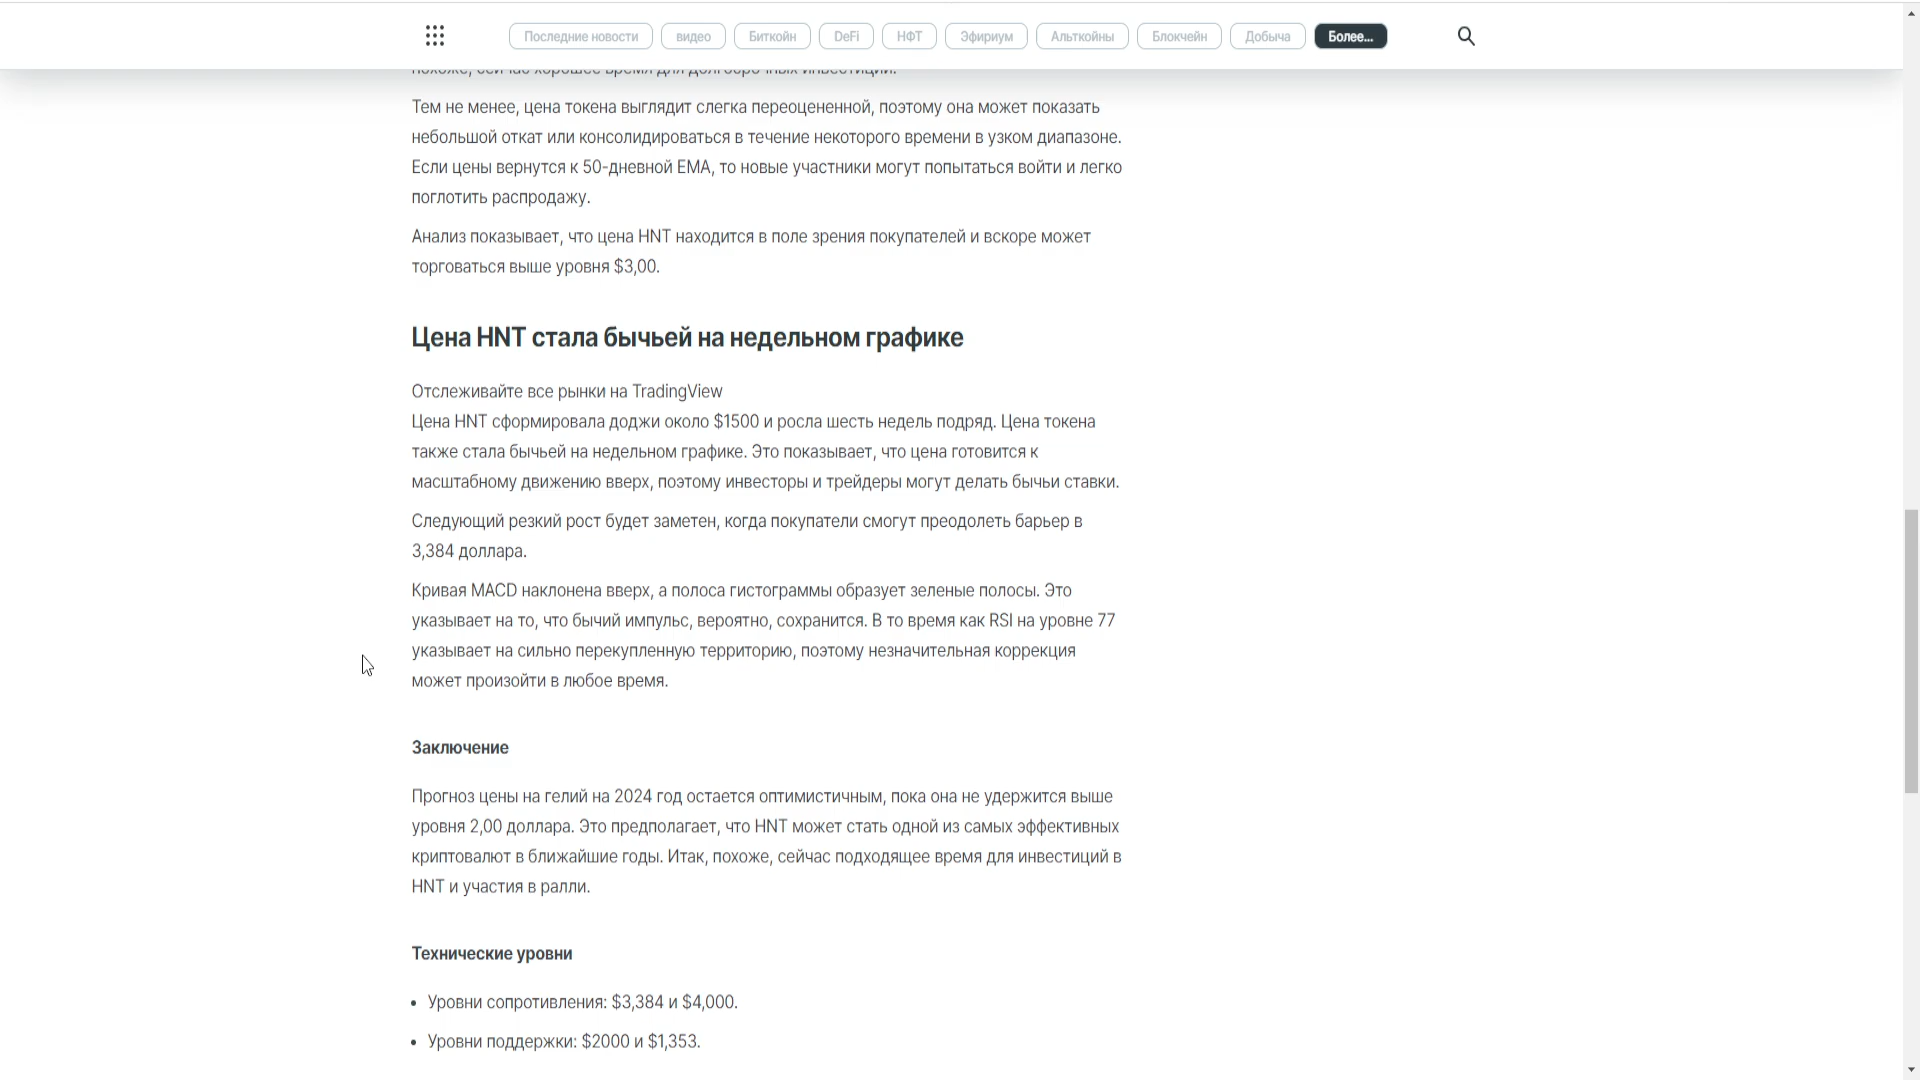 Последние новости
видео
Биткойн
DeFi
НФТ
Эфириум
Альткойны
Блокчейн
Добыча
Более...
похоже, сейчас хорошее время для долгосрочных инвестиций.
Тем не менее, цена токена выглядит слегка переоцененной, поэтому она может показать
небольшой откат или консолидироваться в течение некоторого времени в узком диапазоне.
Если цены вернутся к 50-дневной EMA, то новые участники могут попытаться войти и легко
поглотить распродажу.
Анализ показывает, что цена HNT находится в поле зрения покупателей и вскоре может
торговаться выше уровня $3,00.
Цена HNT стала бычьей на недельном графике
Отслеживайте все рынки на TradingView
Цена HNT сформировала доджи около $1500 и росла шесть недель подряд. Цена токена
также стала бычьей на недельном графике. Это показывает, что цена готовится к
масштабному движению вверх, поэтому инвесторы и трейдеры могут делать бычьи ставки.
Следующий резкий рост будет заметен, когда покупатели смогут преодолеть барьер в
3,384 доллара.
Кривая MACD наклонена вверх, а полоса гистограммы образует зеленые полосы. Это
указывает на то, что бычий импульс, вероятно, сохранится. В то время как RSI на уровне 77
указывает на сильно перекупленную территорию, поэтому незначительная коррекция
может произойти в любое время.
Заключение
Прогноз цены на гелий на 2024 год остается оптимистичным, пока она не удержится выше
уровня 2,00 доллара. Это предполагает, что HNT может стать одной из самых эффективных
криптовалют в ближайшие годы. Итак, похоже, сейчас подходящее время для инвестиций в
HNT и участия в ралли.
Технические уровни
• Уровни сопротивления: $3,384 и $4,000.
• Уровни поддержки: $2000 и $1,353.